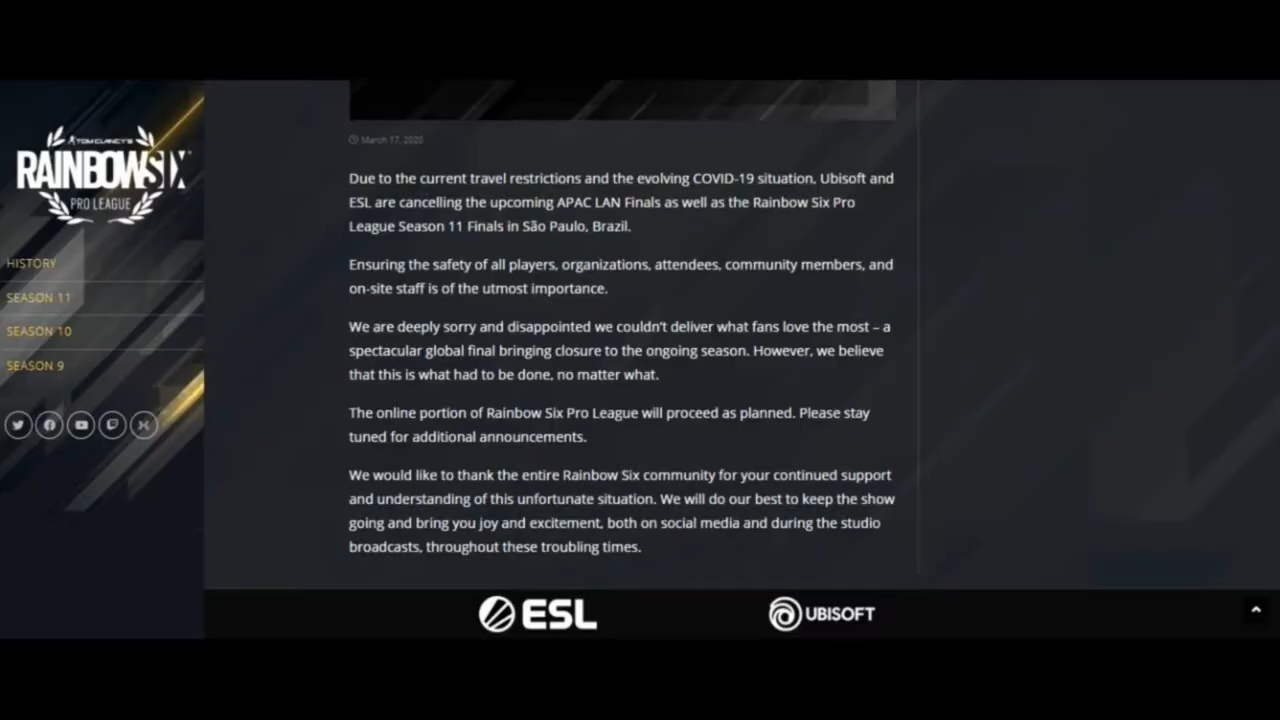 TOM CLANCY'S
RAINBOWSIX
PRO LEAGUE
HISTORY
SEASON 11
SEASON 10
SEASON 9
March 17, 2020
Due to the current travel restrictions and the evolving COVID-19 situation, Ubisoft and
ESL are cancelling the upcoming APAC LAN Finals as well as the Rainbow Six Pro
League Season 11 Finals in São Paulo, Brazil.
Ensuring the safety of all players, organizations, attendees, community members, and
on-site staff is of the utmost importance.
We are deeply sorry and disappointed we couldn't deliver what fans love the most – a
spectacular global final bringing closure to the ongoing season. However, we believe
that this is what had to be done, no matter what.
The online portion of Rainbow Six Pro League will proceed as planned. Please stay
tuned for additional announcements.
We would like to thank the entire Rainbow Six community for your continued support
and understanding of this unfortunate situation. We will do our best to keep the show
going and bring you joy and excitement, both on social media and during the studio
broadcasts, throughout these troubling times.
ESL
UBISOFT